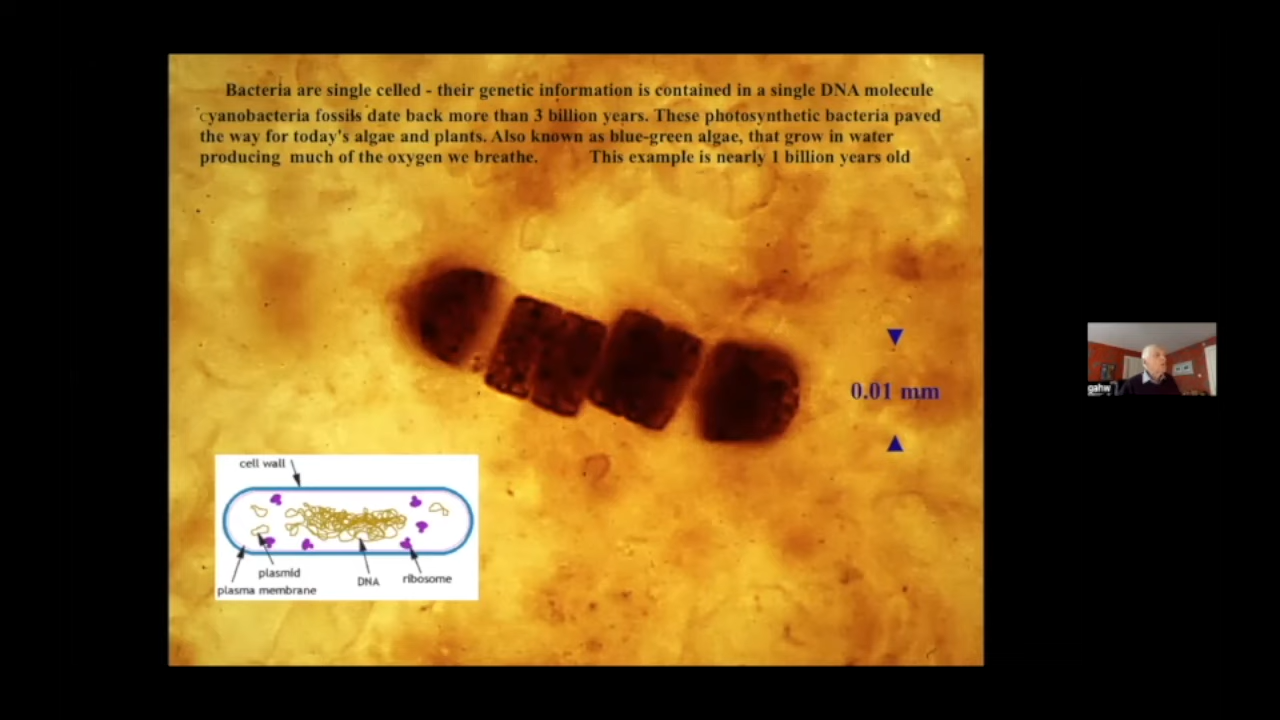 Bacteria are single celled - their genetic information is contained in a single DNA molecule
cyanobacteria fossils date back more than 3 billion years. These photosynthetic bacteria paved
the way for today's algae and plants. Also known as blue-green algae, that grow in water
producing much of the oxygen we breathe. This example is nearly 1 billion years old
0.01 mm
gahw
cell wall
plasmid
DNA
ribosome
plasma membrane